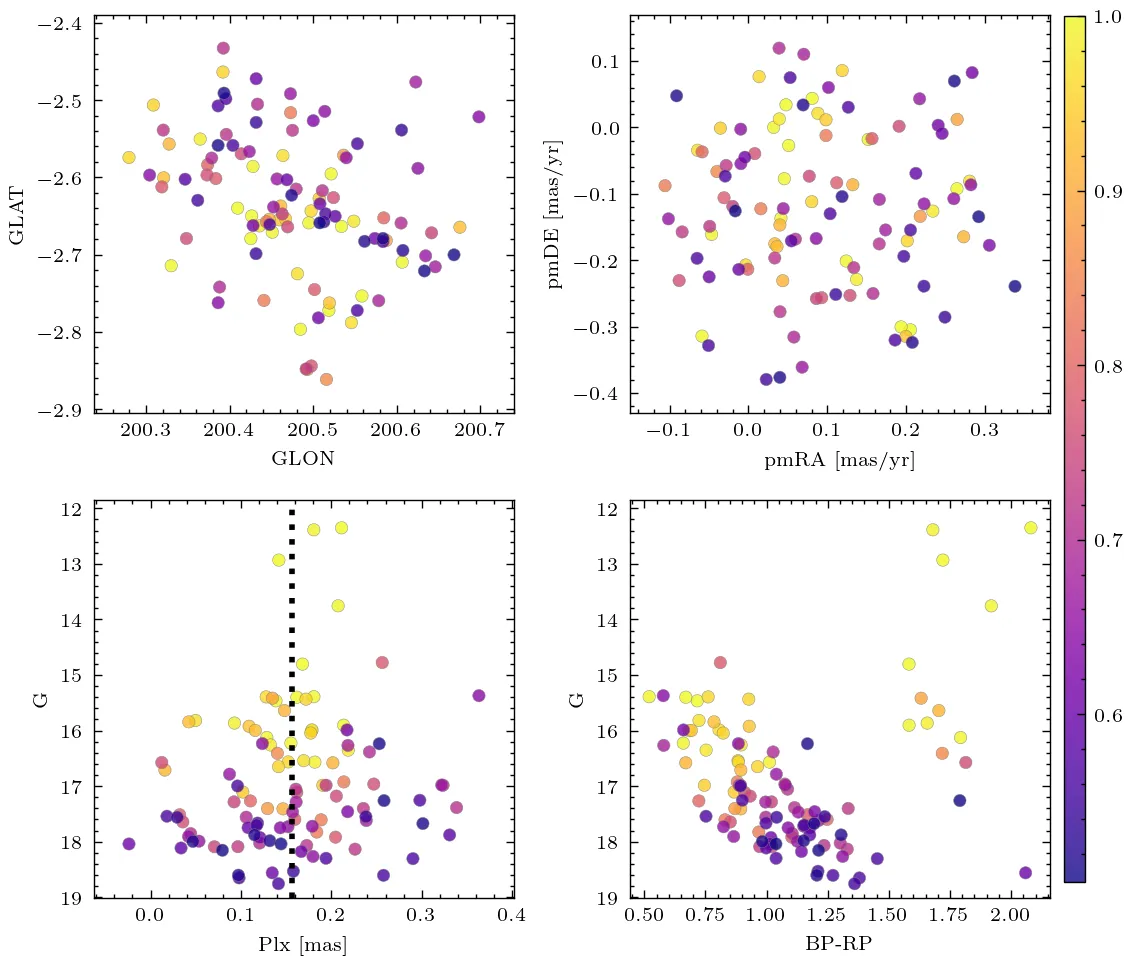 −2.4
−2.5
−2.6
−2.7
−2.8
−2.9
GLAT
200.3 200.4 200.5 200.6 200.7
GLON
0.1
0.0
−0.1
−0.2
−0.3
−0.4
pmDE [mas/yr]
−0.1 0.0 0.1 0.2 0.3
pmRA [mas/yr]
1.0
0.9
0.8
0.7
0.6
12
13
14
15
16
17
18
19
G
0.0 0.1 0.2 0.3 0.4
Plx [mas]
12
13
14
15
16
17
18
19
G
0.50 0.75 1.00 1.25 1.50 1.75 2.00
BP-RP